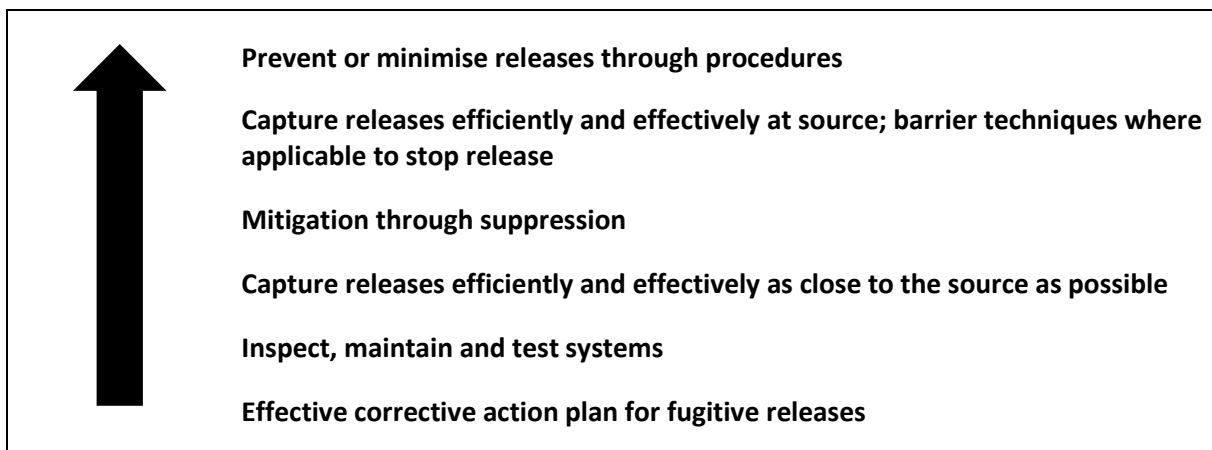 Prevent or minimise releases through procedures
Capture releases efficiently and effectively at source; barrier techniques where
applicable to stop release
Mitigation through suppression
Capture releases efficiently and effectively as close to the source as possible
Inspect, maintain and test systems
Effective corrective action plan for fugitive releases